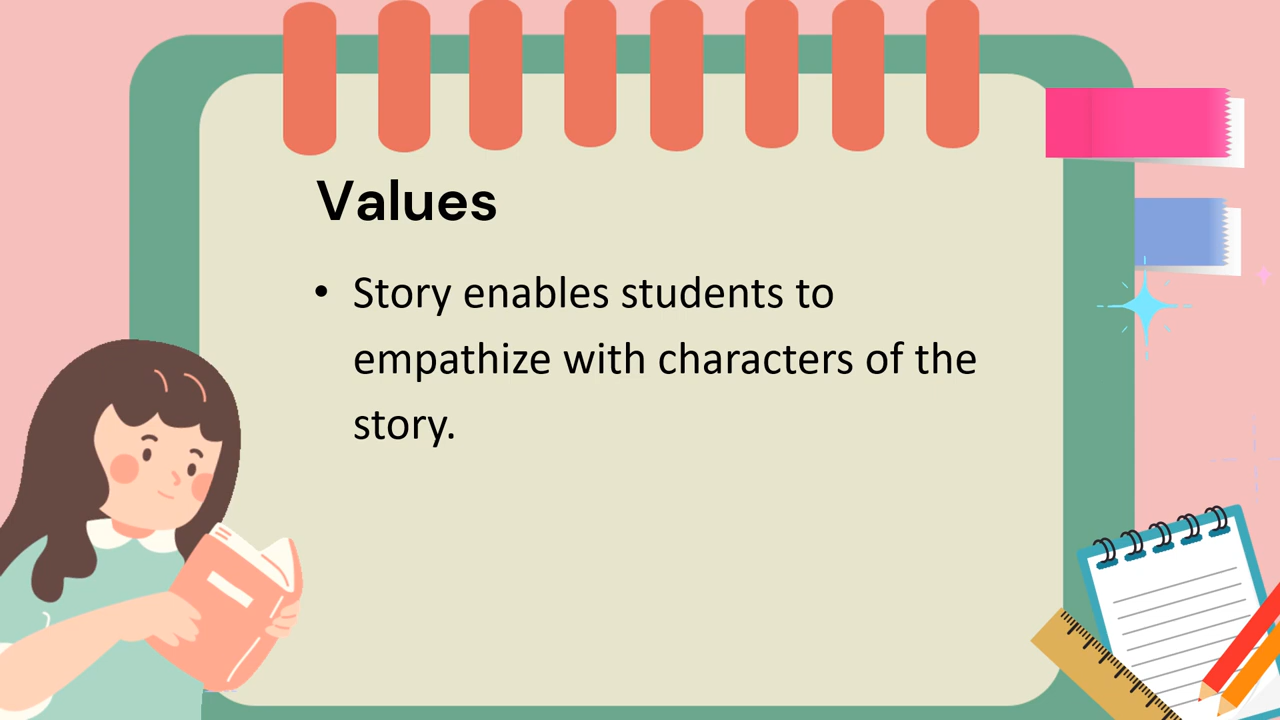 Values
• Story enables students to
empathize with characters of the
story.